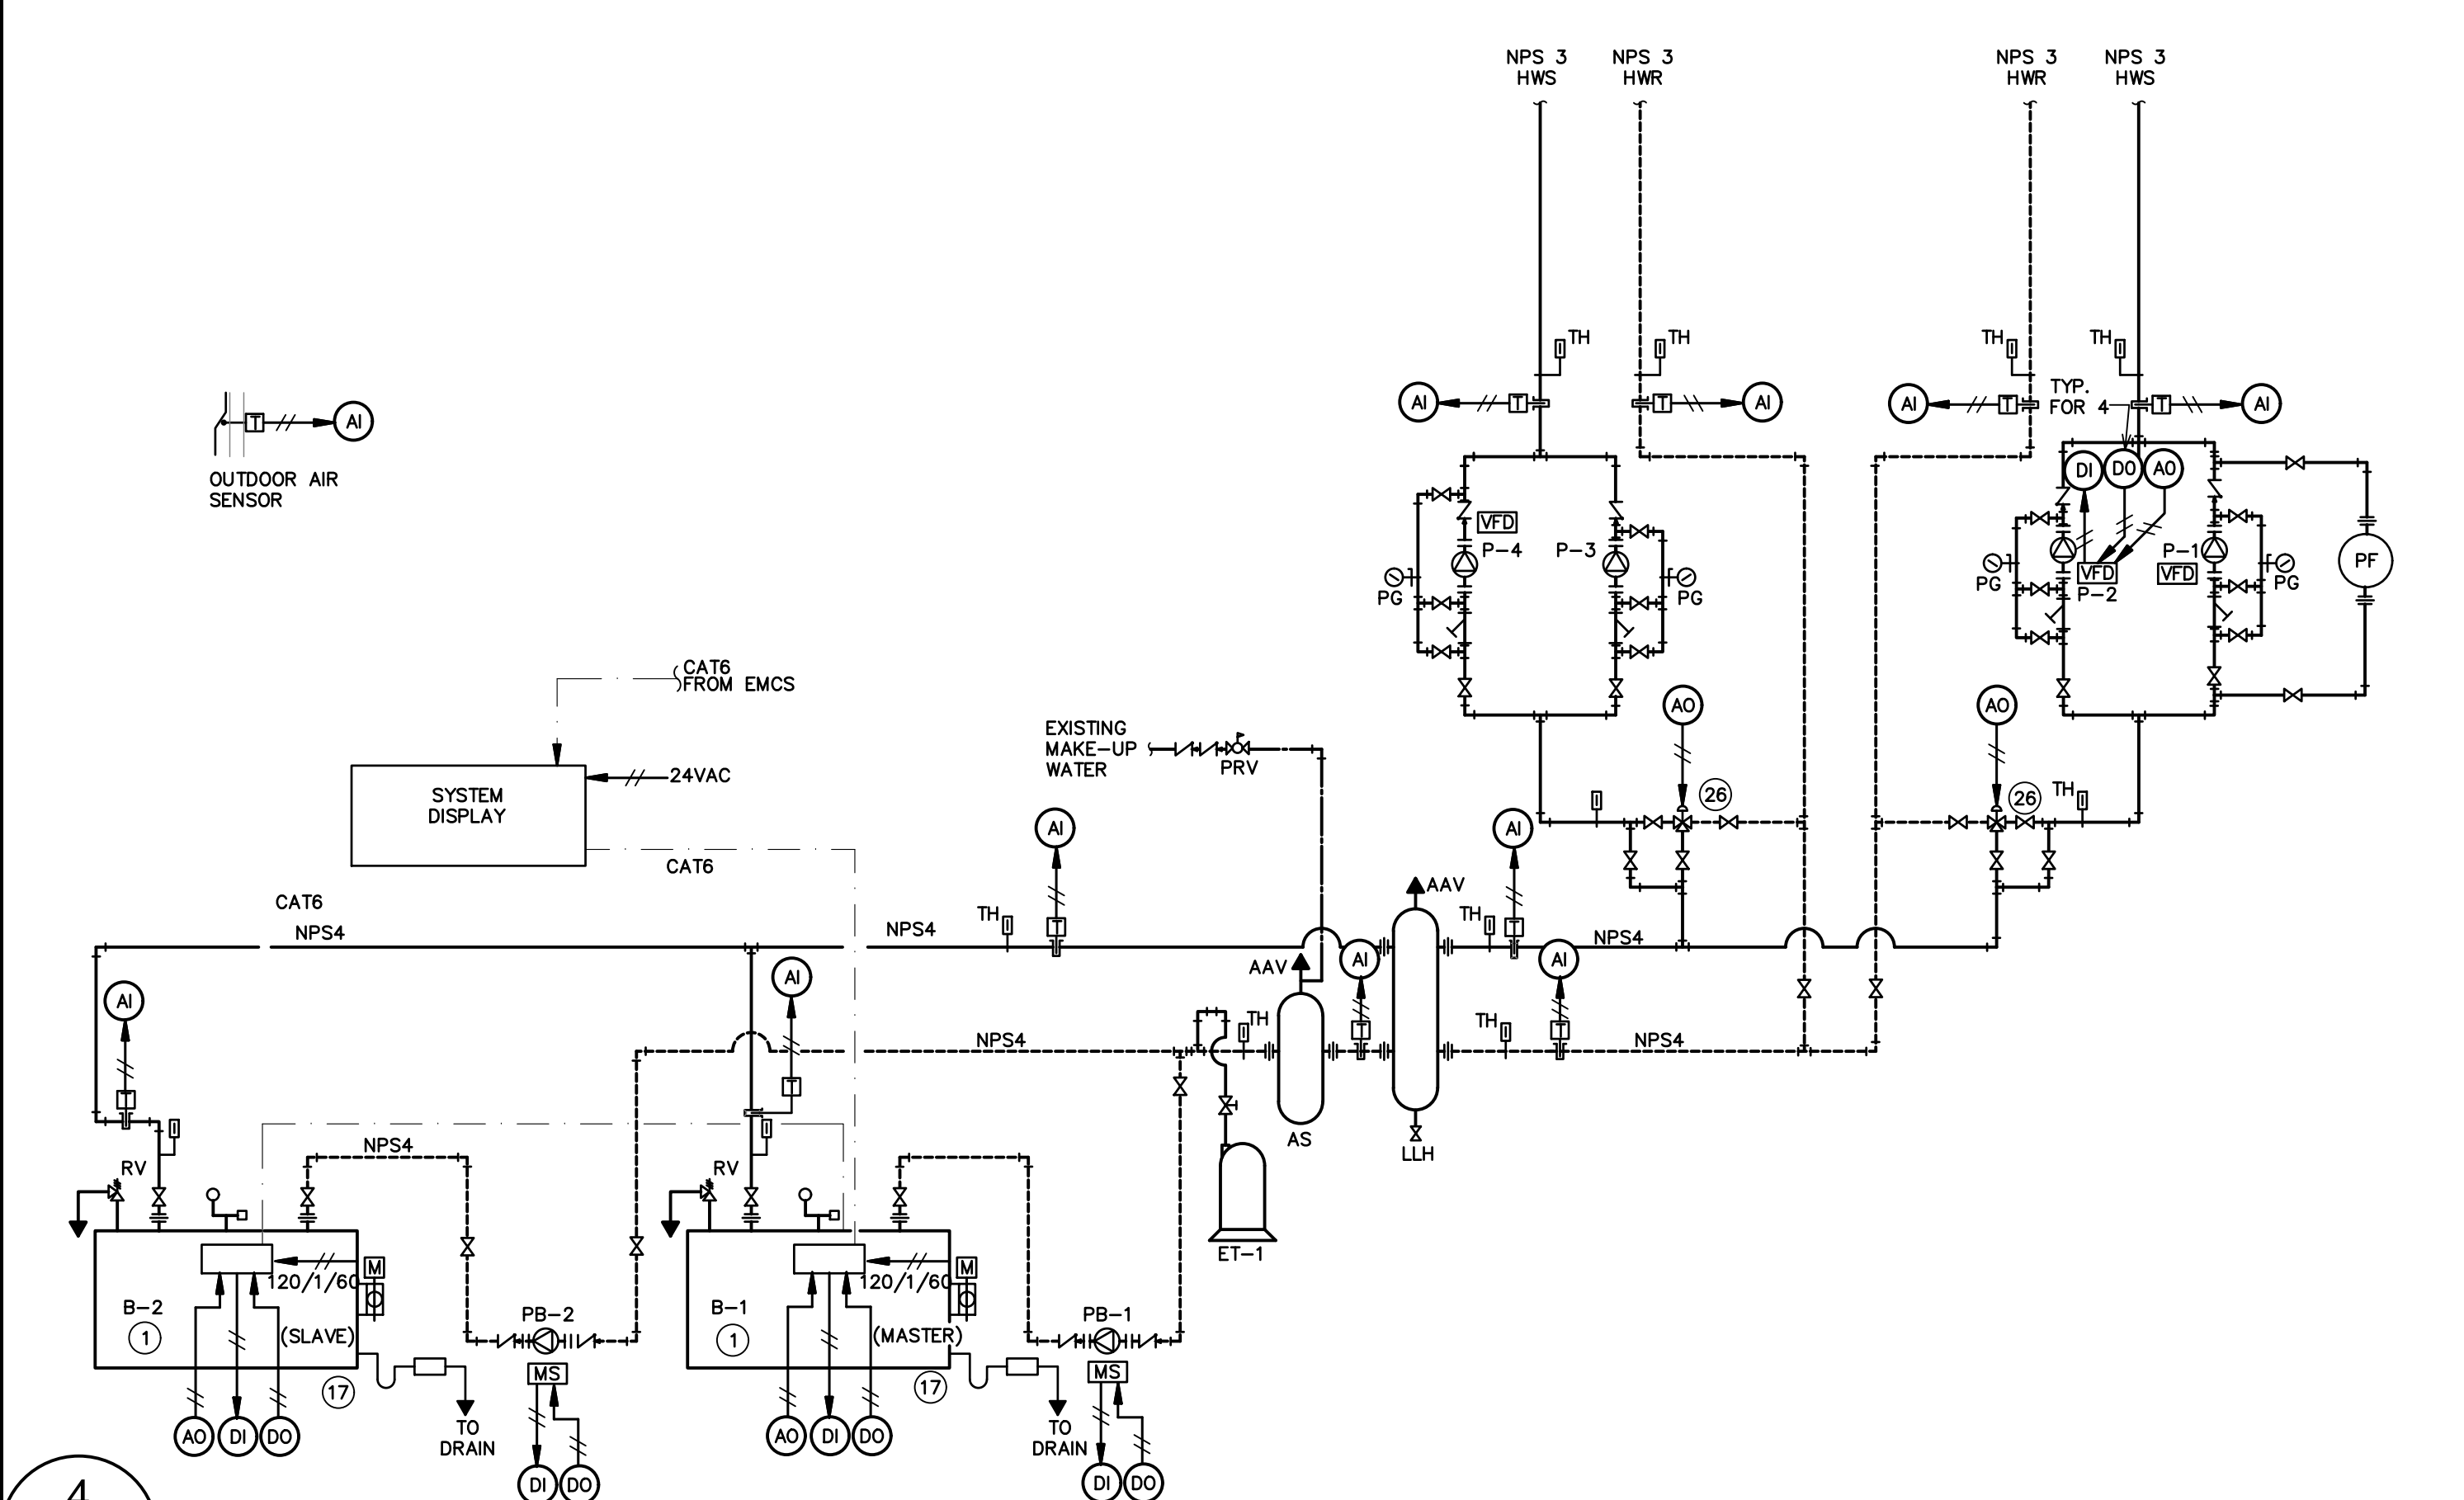 NPS 3
HWS
NPS 3
HWR
NPS 3
HWR
NPS 3
HWS
TH
TH
TH
TH
AI
T
T
AI
AI
T
TYP.
FOR 4
T
AI
T
AI
OUTDOOR AIR
SENSOR
DI
DO
AO
VFD
P-4
P-3
PG
PG
PG
VFD
P-2
P-1
VFD
PG
PF
CAT6
FROM EMCS
24VAC
SYSTEM
DISPLAY
CAT6
EXISTING
MAKE-UP
WATER
PRV
AO
AO
26
26
TH
AI
AI
CAT6
NPS4
NPS4
TH
T
AAV
TH
T
NPS4
AI
AI
AAV
AI
AI
T
NPS4
TH
T
TH
T
NPS4
T
AS
LLH
NPS4
RV
RV
ET-1
M
120/1/60
B-2
1
(SLAVE)
17
PB-2
MS
M
120/1/60
B-1
1
(MASTER)
17
PB-1
MS
AO
DI
DO
TO
DRAIN
DI
DO
AO
DI
DO
TO
DRAIN
DI
DO
4